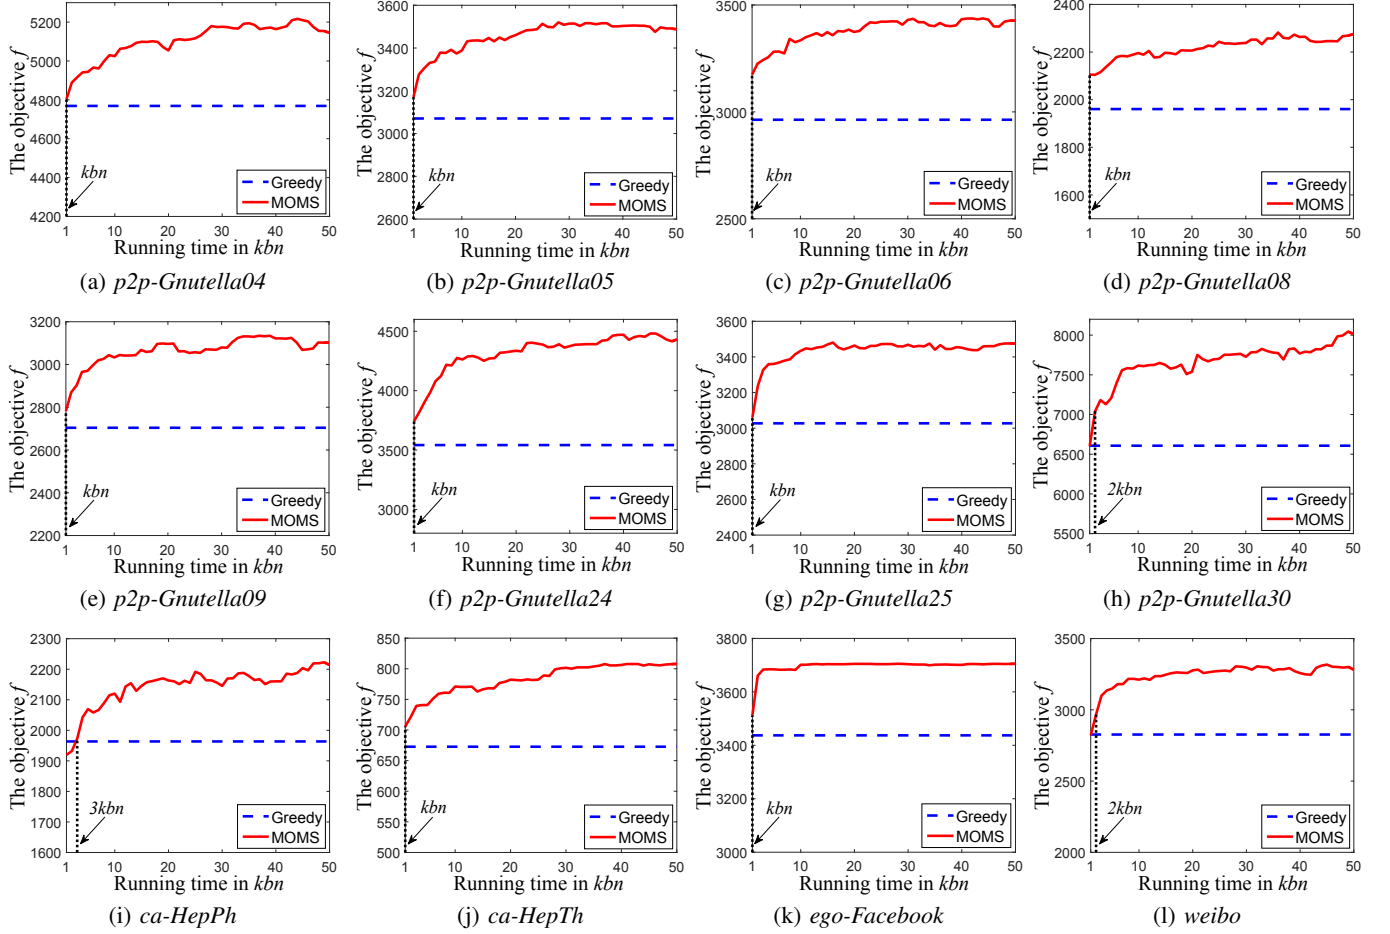 The objective f
5200
5000
4800
4600
4400
4200
kbn
Greedy
MOMS
1 10 20 30 40 50
Running time in kbn
(a) p2p-Gnutella04
The objective f
3600
3400
3200
3000
2800
2600
kbn
Greedy
MOMS
1 10 20 30 40 50
Running time in kbn
(b) p2p-Gnutella05
The objective f
3000
2500
kbn
Greedy
MOMS
1 10 20 30 40 50
Running time in kbn
(c) p2p-Gnutella06
The objective f
2400
2200
2000
1800
1600
kbn
Greedy
MOMS
1 10 20 30 40 50
Running time in kbn
(d) p2p-Gnutella08
The objective f
3200
3000
2800
2600
2400
2200
kbn
Greedy
MOMS
1 10 20 30 40 50
Running time in kbn
(e) p2p-Gnutella09
The objective f
4500
4000
3500
3000
kbn
Greedy
MOMS
1 10 20 30 40 50
Running time in kbn
(f) p2p-Gnutella24
The objective f
3600
3400
3200
3000
2800
2600
2400
kbn
Greedy
MOMS
1 10 20 30 40 50
Running time in kbn
(g) p2p-Gnutella25
The objective f
8000
7500
7000
6500
6000
5500
2kbn
Greedy
MOMS
1 10 20 30 40 50
Running time in kbn
(h) p2p-Gnutella30
The objective f
2300
2200
2100
2000
1900
1800
1700
1600
3kbn
Greedy
MOMS
1 10 20 30 40 50
Running time in kbn
(i) ca-HepPh
The objective f
850
800
750
700
650
600
550
500
kbn
Greedy
MOMS
1 10 20 30 40 50
Running time in kbn
(j) ca-HepTh
The objective f
3800
3600
3400
3200
3000
kbn
Greedy
MOMS
1 10 20 30 40 50
Running time in kbn
(k) ego-Facebook
The objective f
3500
3000
2500
2000
2kbn
Greedy
MOMS
1 10 20 30 40 50
Running time in kbn
(l) weibo